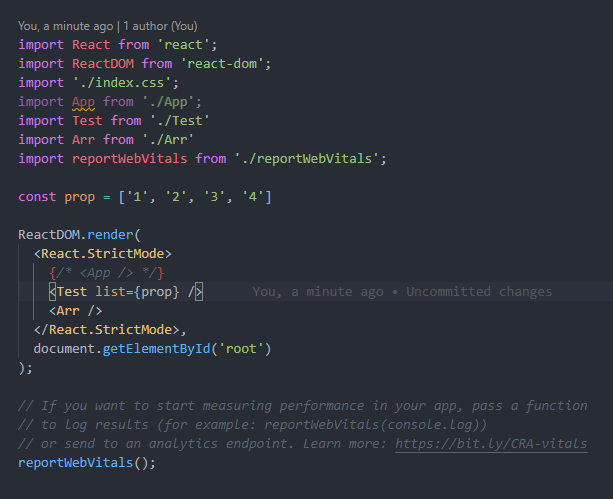 You, a minute ago | 1 author (You)
import React from 'react';
import ReactDOM from 'react-dom';
import './index.css';
import App from './App';
import Test from './Test'
import Arr from './Arr'
import reportWebVitals from './reportWebVitals';
const prop = ['1', '2', '3', '4']
ReactDOM.render(
<React.StrictMode>
{/* <App /> */}
<Test list={prop} /> You, a minute ago • Uncommitted changes
<Arr />
</React.StrictMode>,
document.getElementById('root')
);
// If you want to start measuring performance in your app, pass a function
// to log results (for example: reportWebVitals(console.log))
// or send to an analytics endpoint. Learn more: https://bit.ly/CRA-vitals
reportWebVitals();